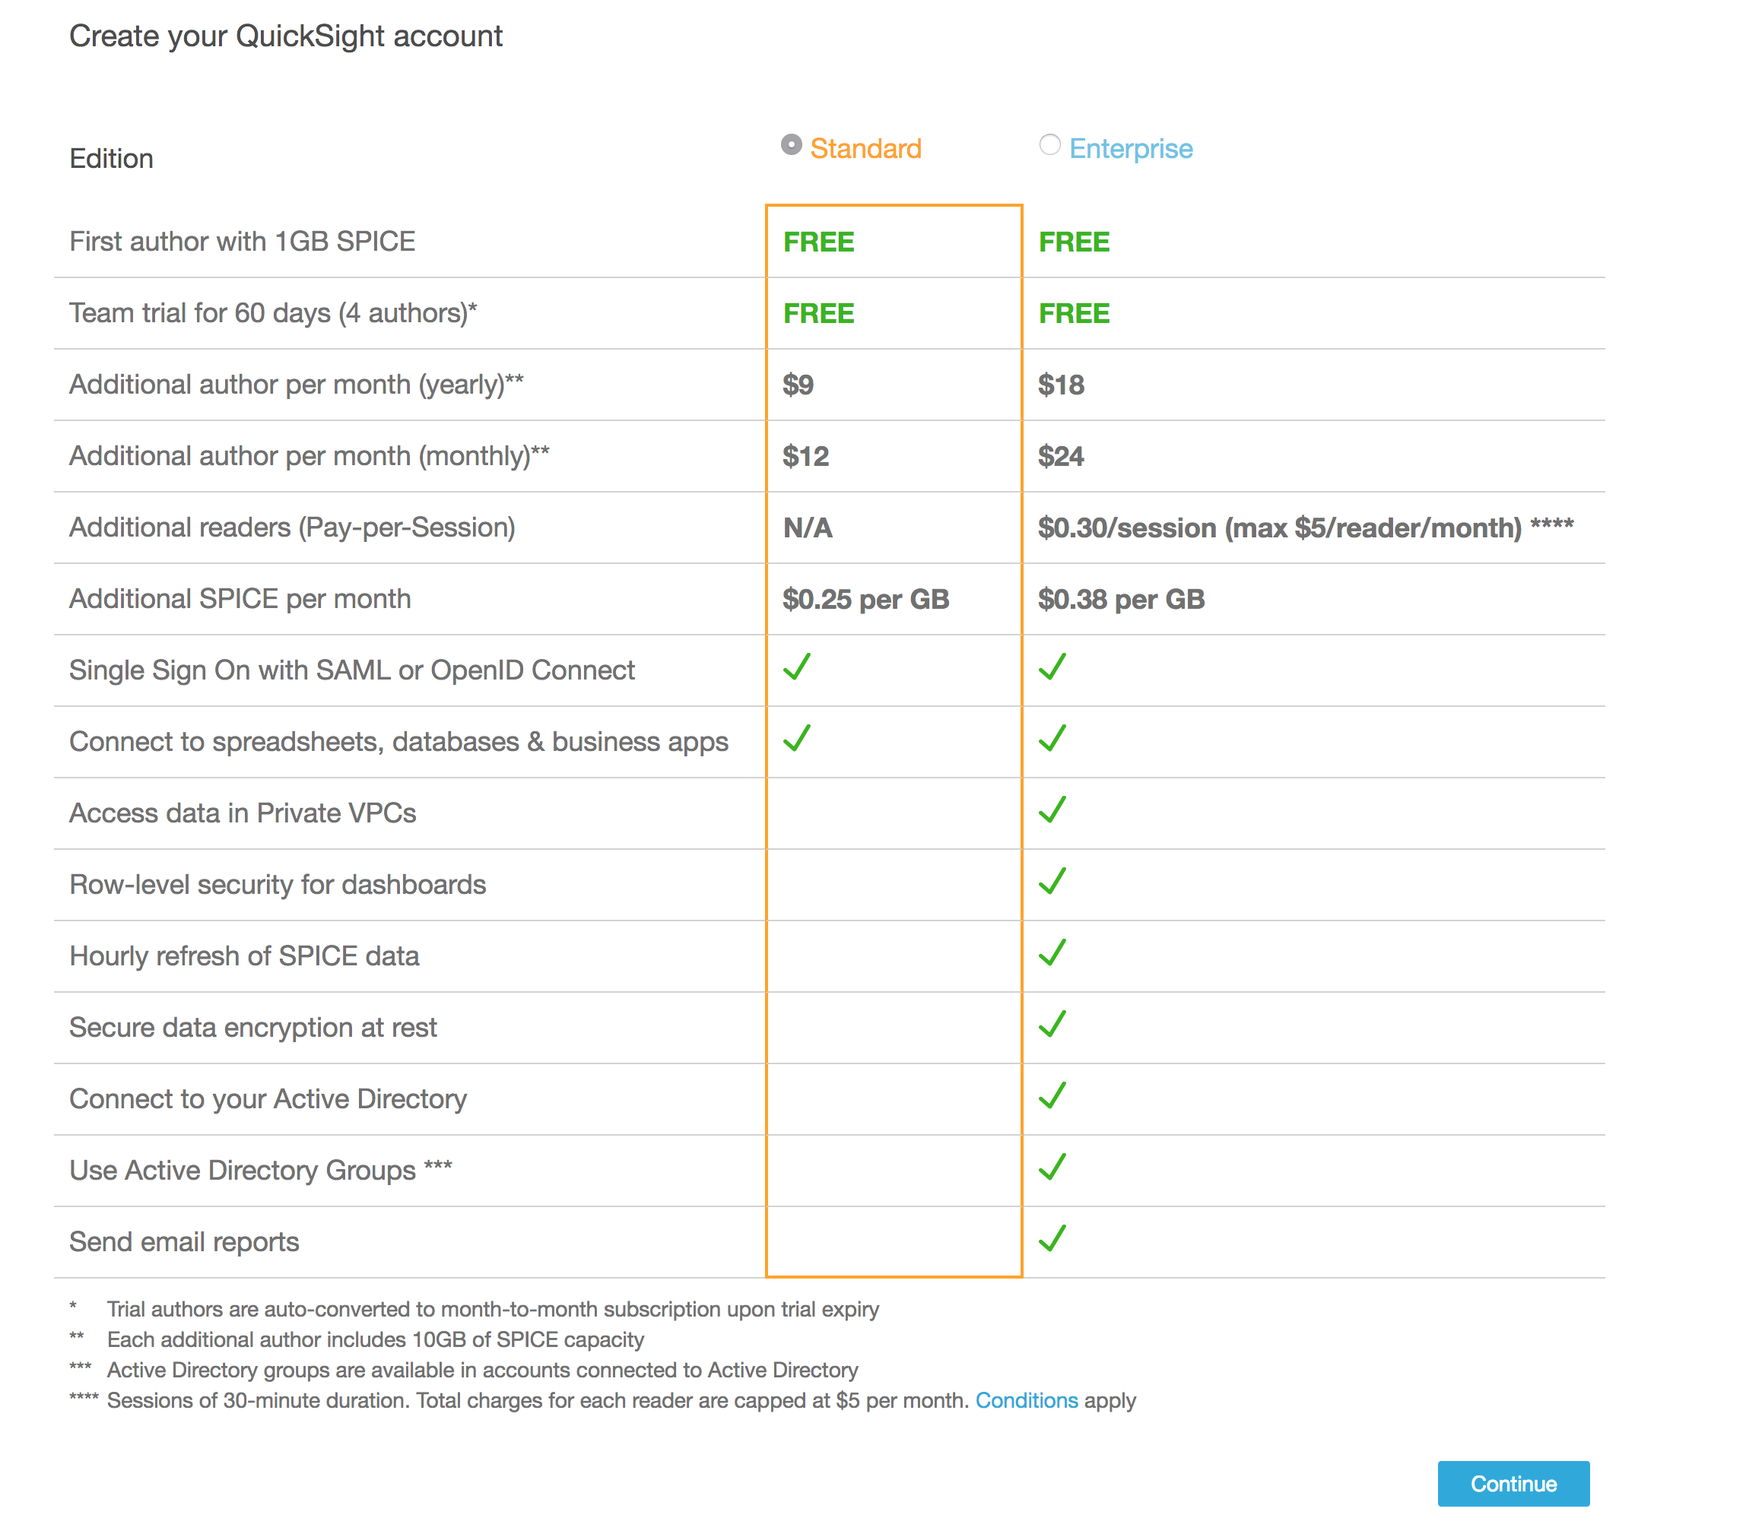 Create your QuickSight account
Edition Standard Enterprise
First author with 1GB SPICE FREE FREE
Team trial for 60 days (4 authors)* FREE FREE
Additional author per month (yearly)** $9 $18
Additional author per month (monthly)** $12 $24
Additional readers (Pay-per-Session) N/A $0.30/session (max $5/reader/month) ****
Additional SPICE per month $0.25 per GB $0.38 per GB
Single Sign On with SAML or OpenID Connect
Connect to spreadsheets, databases & business apps
Access data in Private VPCs
Row-level security for dashboards
Hourly refresh of SPICE data
Secure data encryption at rest
Connect to your Active Directory
Use Active Directory Groups ***
Send email reports
* Trial authors are auto-converted to month-to-month subscription upon trial expiry
** Each additional author includes 10GB of SPICE capacity
*** Active Directory groups are available in accounts connected to Active Directory
**** Sessions of 30-minute duration. Total charges for each reader are capped at $5 per month. Conditions apply
Continue